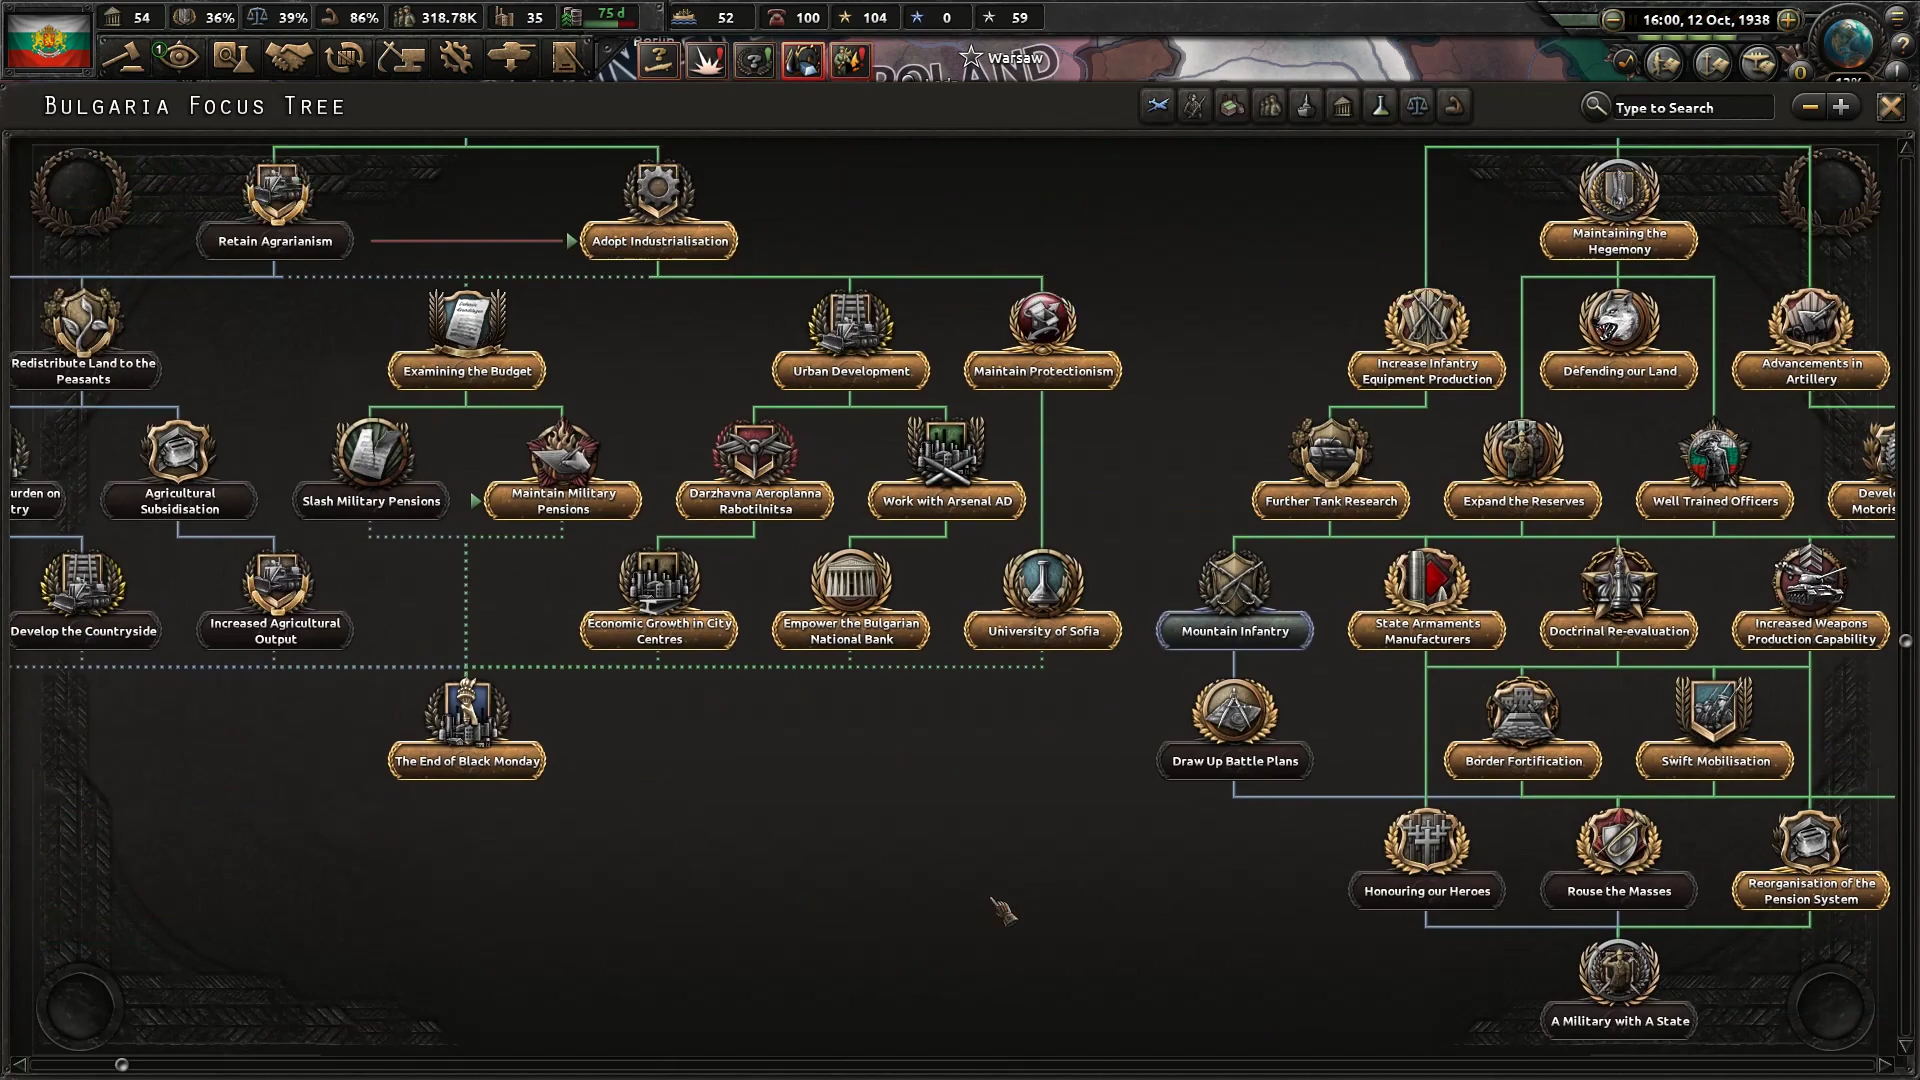 54
36%
39%
86%
318.78K
35
75 d
52
100
104
0
59
16:00, 12 Oct, 1938
1
Warsaw
0
Bulgaria Focus Tree
Type to Search
Retain Agrarianism
Adopt Industrialisation
Maintaining the
Hegemony
Redistribute Land to the
Peasants
Examining the Budget
Urban Development
Maintain Protectionism
Increase Infantry
Equipment Production
Defending our Land
Advancements in
Artillery
urden on
try
Agricultural
Subsidisation
Slash Military Pensions
Maintain Military
Pensions
Darzhavna Aeroplanna
Rabotilnitsa
Work with Arsenal AD
Further Tank Research
Expand the Reserves
Well Trained Officers
Develo
Motoris
Develop the Countryside
Increased Agricultural
Output
Economic Growth in City
Centres
Empower the Bulgarian
National Bank
University of Sofia
Mountain Infantry
State Armaments
Manufacturers
Doctrinal Re-evaluation
Increased Weapons
Production Capability
The End of Black Monday
Draw Up Battle Plans
Border Fortification
Swift Mobilisation
Honouring our Heroes
Rouse the Masses
Reorganisation of the
Pension System
A Military with A State